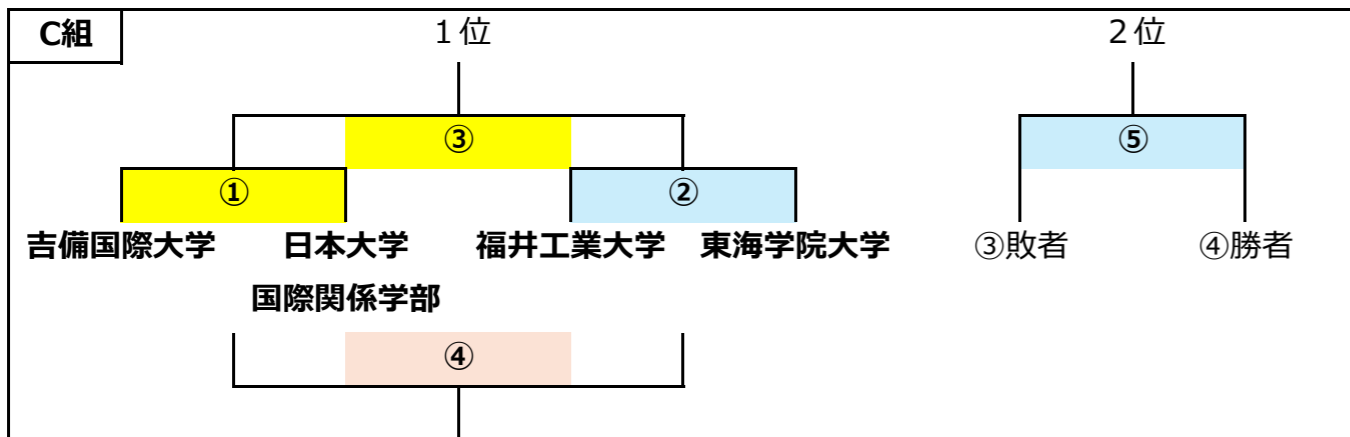 C組
１位
２位
③
⑤
①
②
吉備国際大学
日本大学
国際関係学部
福井工業大学
東海学院大学
③敗者
④勝者
④